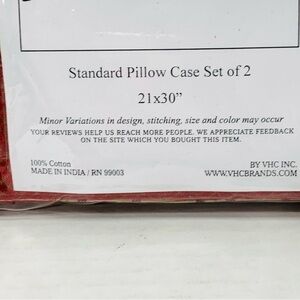 Standard Pillow Case Set of 2
21x30”
Minor Variations in design, stitching, size and color may occur
YOUR REVIEWS HELP US REACH MORE PEOPLE. WE APPRECIATE FEEDBACK
ON THE SITE WHICH YOU BOUGHT THIS ITEM.
100% Cotton
MADE IN INDIA / RN 99003
BY VHC INC.
WWW.VHCBRANDS.COM